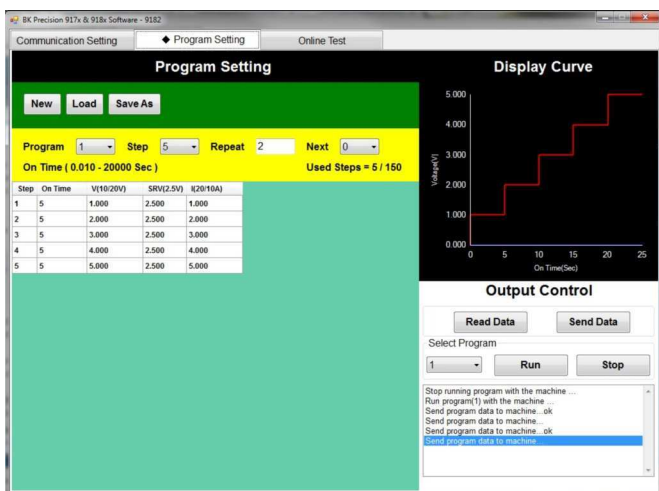 BK Precision 917x & 918x Software - 9182
Communication Setting ◆ Program Setting Online Test
Program Setting
New Load Save As
Program 1 Step 5 Repeat 2 Next 0
On Time ( 0.010 - 20000 Sec ) Used Steps = 5 / 150
Step On Time V(10/20V) SRV(2.5V) I(20/10A)
1 5 1.000 2.500 1.000
2 5 2.000 2.500 2.000
3 5 3.000 2.500 3.000
4 5 4.000 2.500 4.000
5 5 5.000 2.500 5.000
Display Curve
5.000
4.000
3.000
2.000
1.000
0.000
Voltage(V)
0 5 10 15 20 25
On Time(Sec)
Output Control
Read Data Send Data
Select Program
1 Run Stop
Stop running program with the machine ...
Run program(1) with the machine ...
Send program data to machine...ok
Send program data to machine...
Send program data to machine...ok
Send program data to machine...